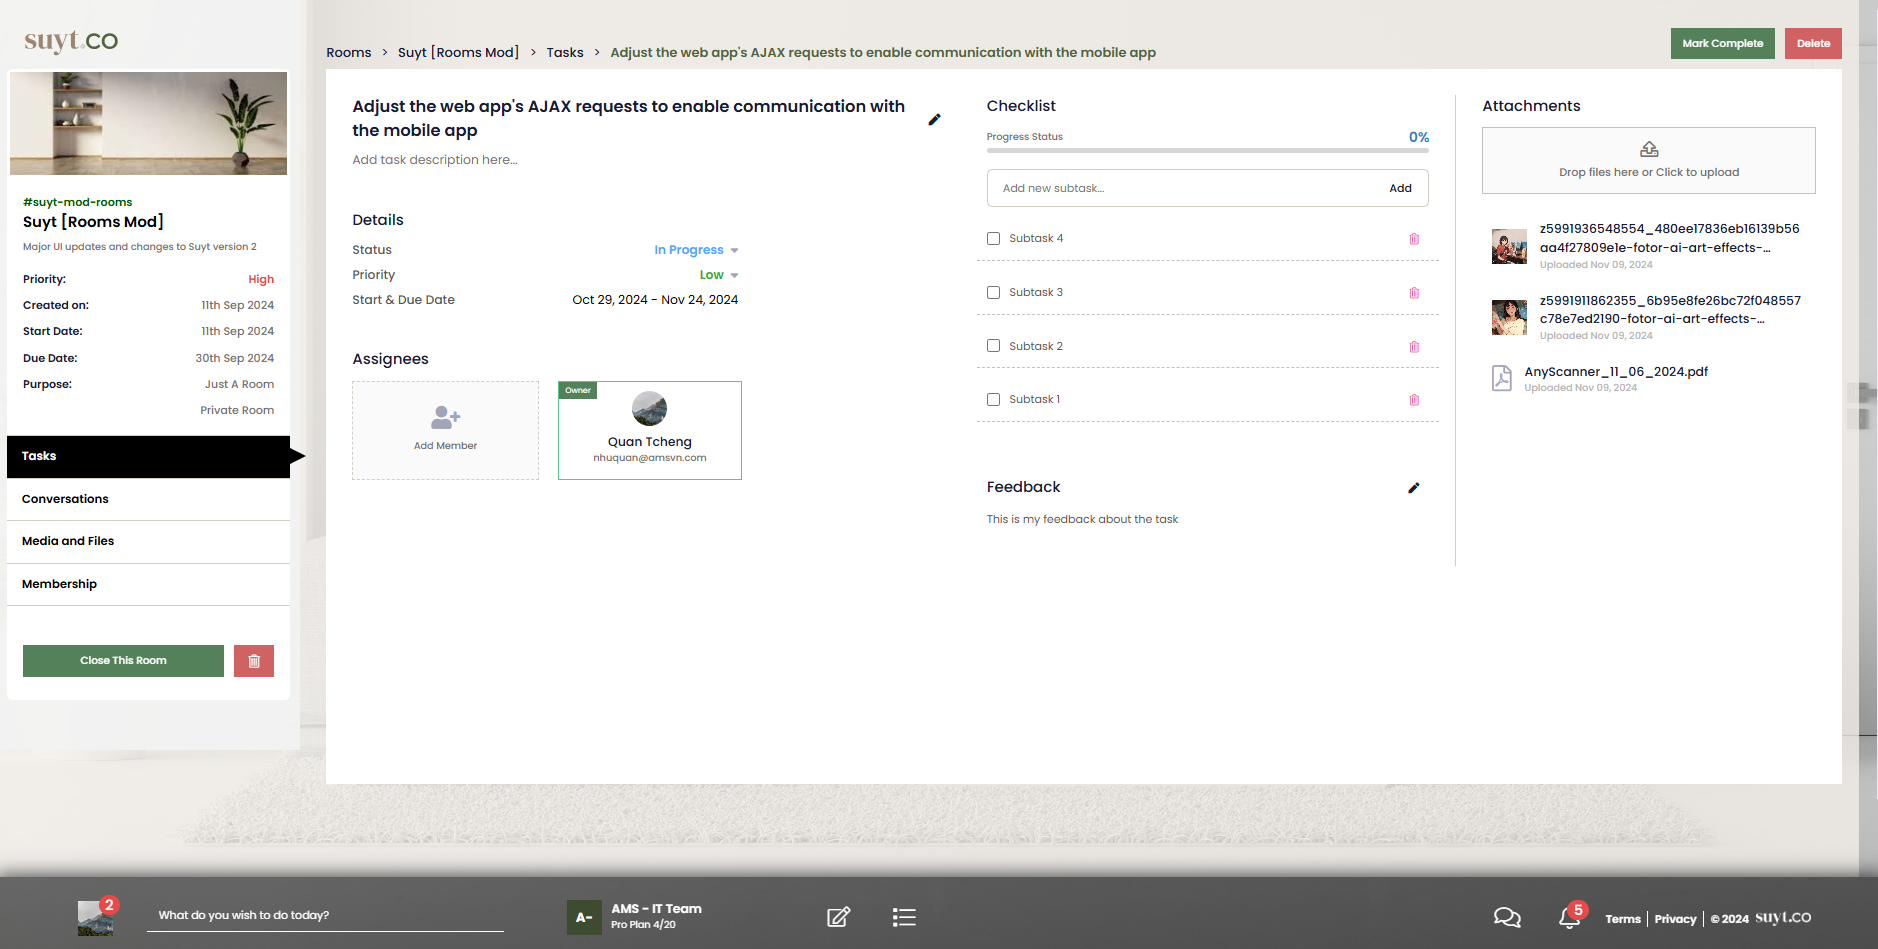 suyt.co
#suyt-mod-rooms
Suyt [Rooms Mod]
Major UI updates and changes to Suyt version 2
Priority: High
Created on: 11th Sep 2024
Start Date: 11th Sep 2024
Due Date: 30th Sep 2024
Purpose: Just A Room
Private Room
Tasks
Conversations
Media and Files
Membership
Close This Room
Rooms > Suyt [Rooms Mod] > Tasks > Adjust the web app's AJAX requests to enable communication with the mobile app
Mark Complete
Delete
Adjust the web app's AJAX requests to enable communication with
the mobile app
Add task description here...
Details
Status In Progress
Priority Low
Start & Due Date Oct 29, 2024 - Nov 24, 2024
Assignees
Add Member
Owner
Quan Tcheng
nhuquan@amsvn.com
Checklist
Progress Status 0%
Add new subtask... Add
Subtask 4
Subtask 3
Subtask 2
Subtask 1
Feedback
This is my feedback about the task
Attachments
Drop files here or Click to upload
z5991936548554_480ee17836eb16139b56
aa4f27809e1e-fotor-ai-art-effects-...
Uploaded Nov 09, 2024
z5991911862355_6b95e8fe26bc72f048557
c78e7ed2190-fotor-ai-art-effects-...
Uploaded Nov 09, 2024
AnyScanner_11_06_2024.pdf
Uploaded Nov 09, 2024
2
What do you wish to do today?
A-
AMS - IT Team
Pro Plan 4/20
5
Terms | Privacy | © 2024 suyt.co